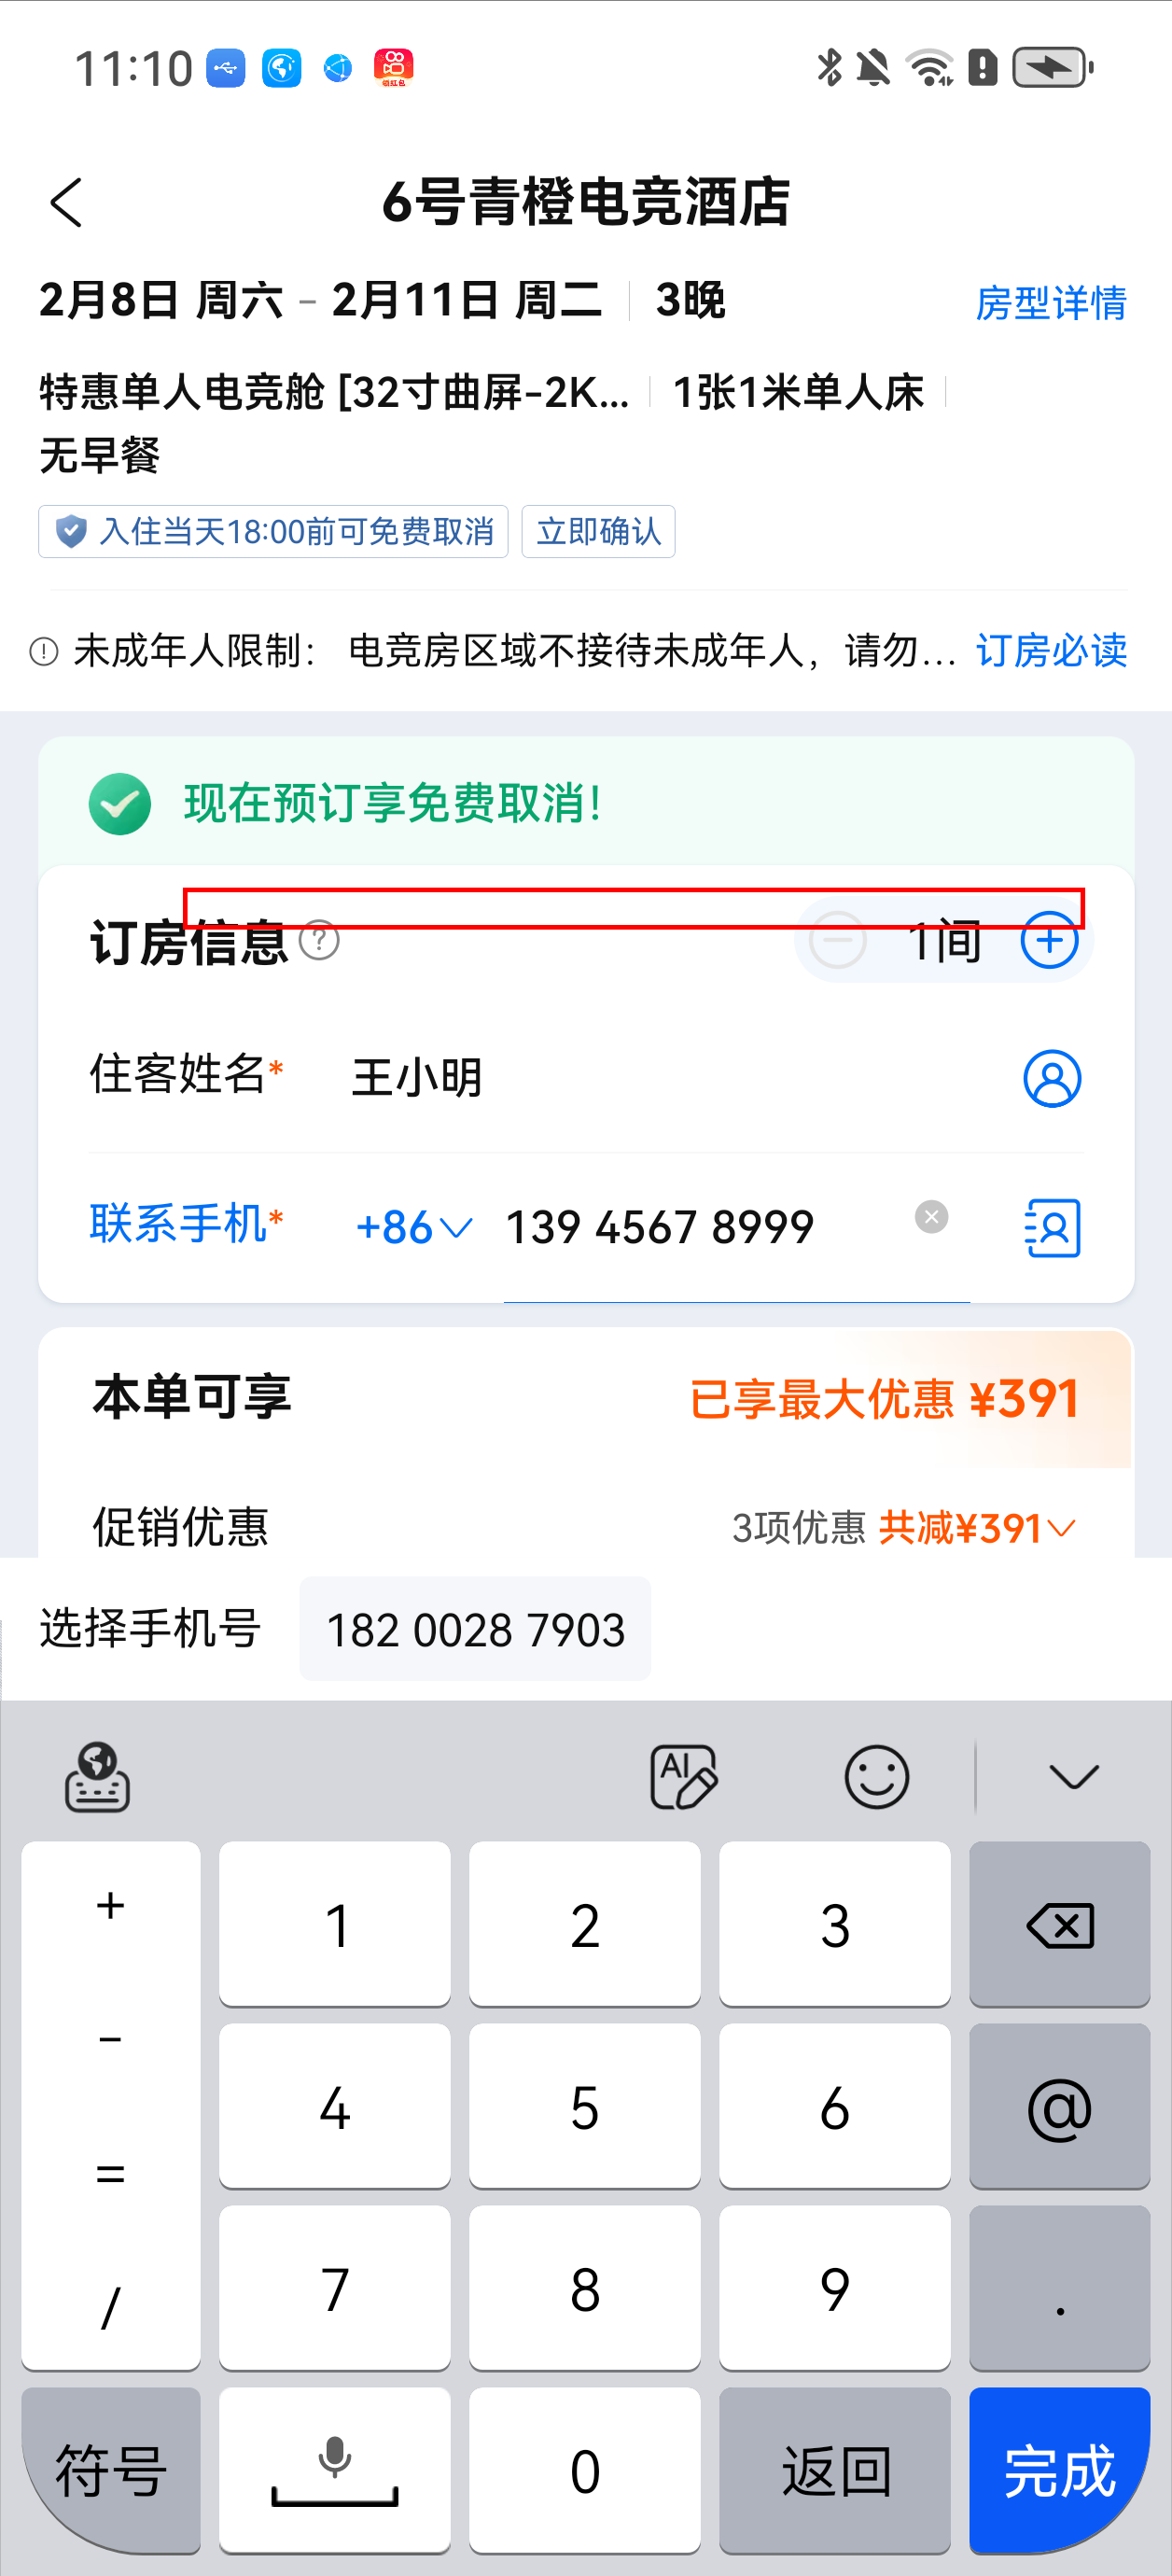 11:10
领红包
6号青橙电竞酒店
2月8日 周六 - 2月11日 周二 3晚 房型详情
特惠单人电竞舱 [32寸曲屏-2K... 1张1米单人床
无早餐
入住当天18:00前可免费取消 立即确认
未成年人限制： 电竞房区域不接待未成年人，请勿... 订房必读
现在预订享免费取消！
订房信息 ? 1间
住客姓名* 王小明
联系手机* +86 139 4567 8999
本单可享 已享最大优惠 ¥391
促销优惠 3项优惠 共减¥391
选择手机号 182 0028 7903
AI
+ 1 2 3
- 4 5 6 @
= 7 8 9 .
/
符号 0 返回 完成